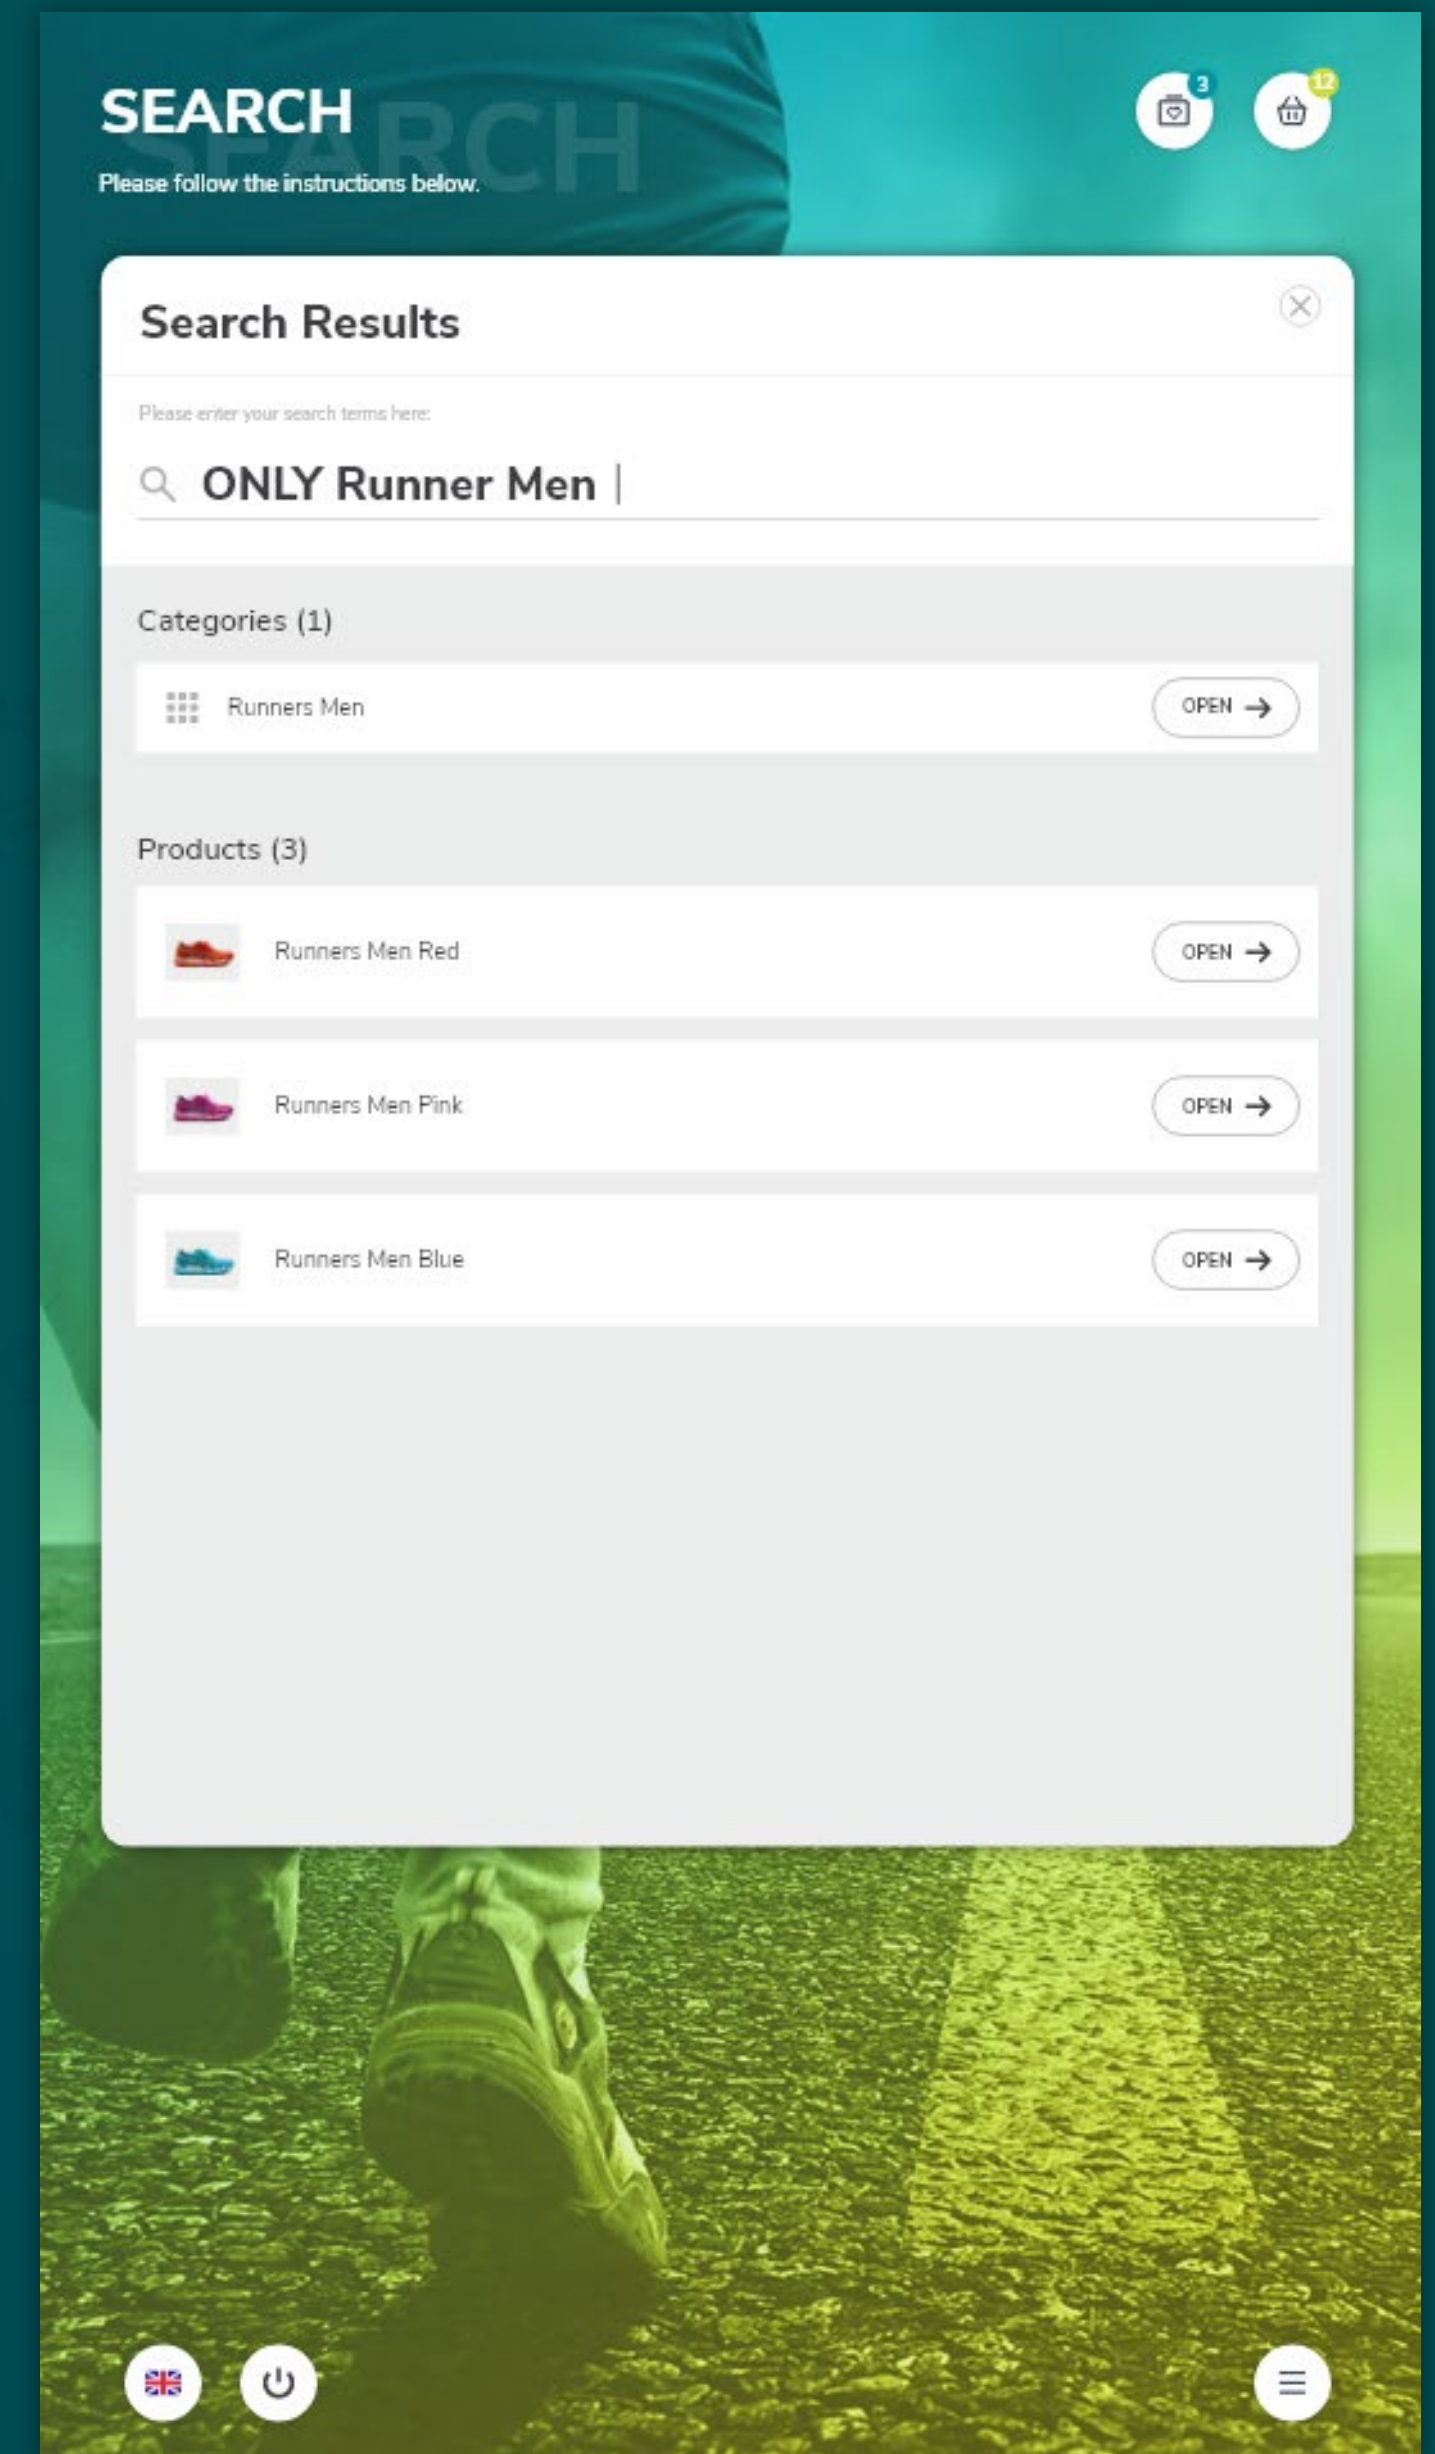 SEARCH
SEARCH
Please follow the instructions below.
3
12
Search Results
Please enter your search terms here:
ONLY Runner Men
Categories (1)
Runners Men
OPEN
Products (3)
Runners Men Red
OPEN
Runners Men Pink
OPEN
Runners Men Blue
OPEN